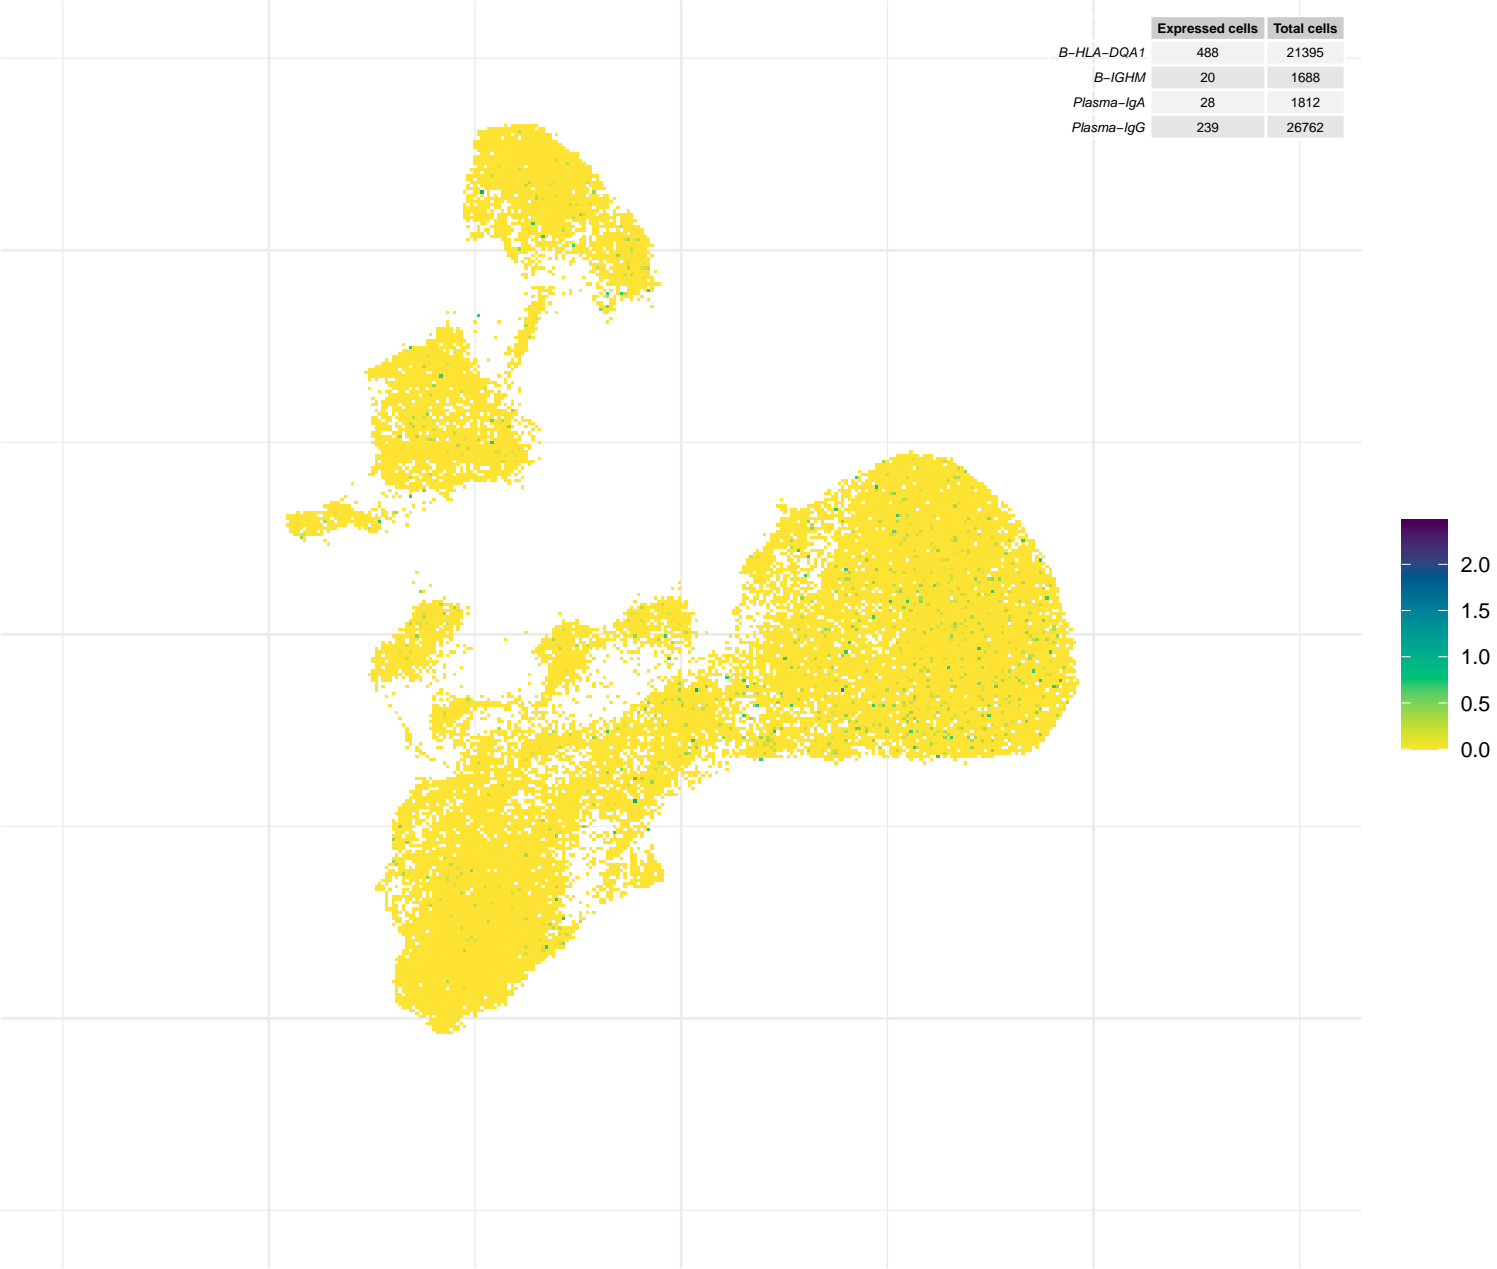 Expressed cells Total cells
B−HLA−DQA1 488 21395
B−IGHM 20 1688
Plasma−IgA 28 1812
Plasma−IgG 239 26762
2.0
1.5
1.0
0.5
0.0